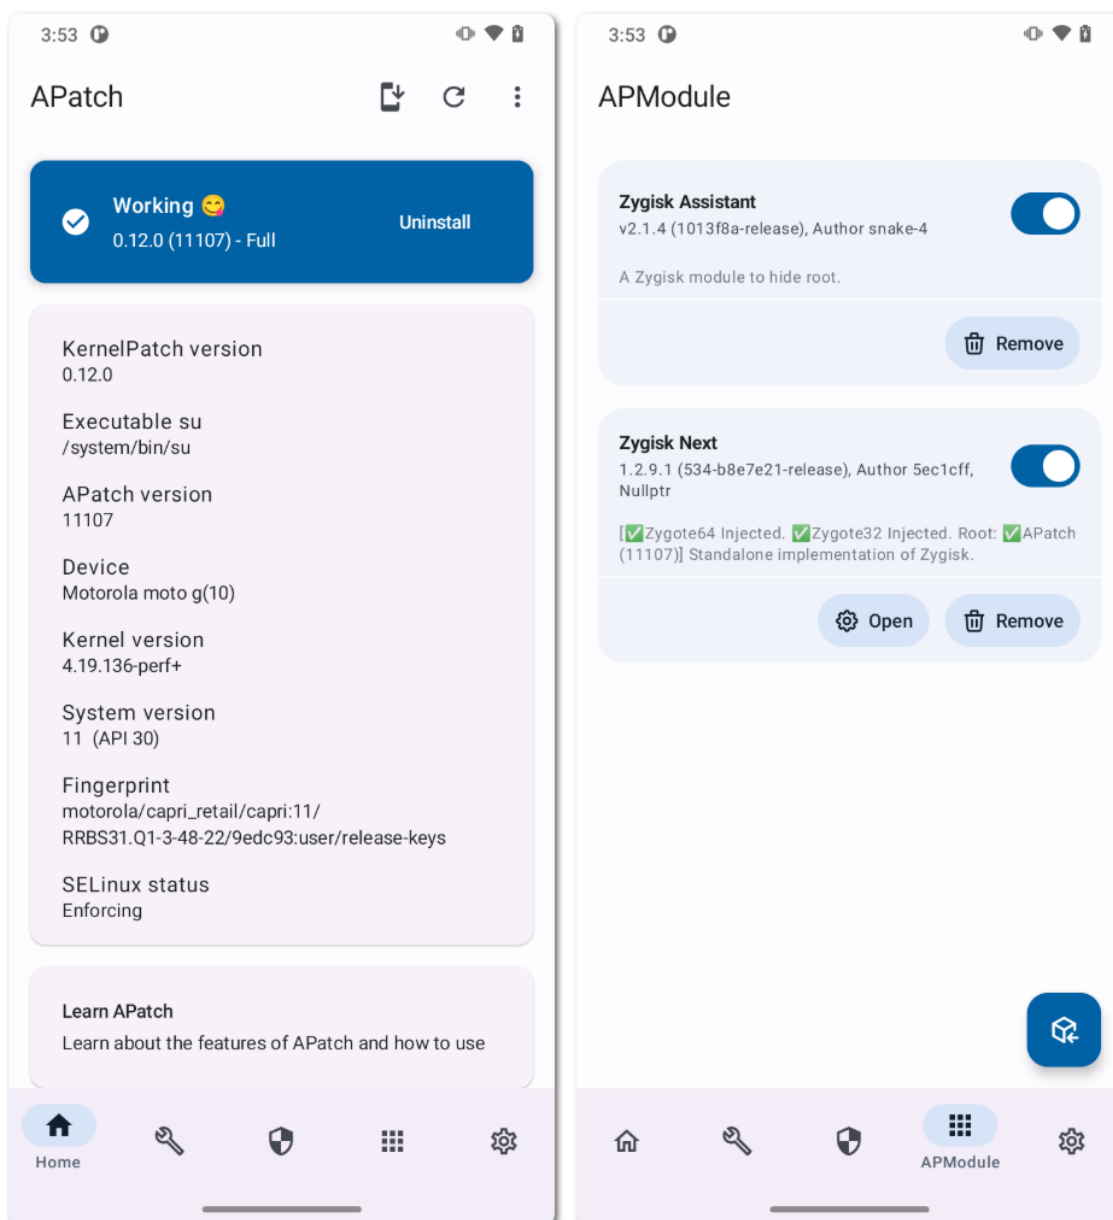 3:53
APatch
Working 😋
0.12.0 (11107) - Full
Uninstall
KernelPatch version
0.12.0
Executable su
/system/bin/su
APatch version
11107
Device
Motorola moto g(10)
Kernel version
4.19.136-perf+
System version
11 (API 30)
Fingerprint
motorola/capri_retail/capri:11/
RRBS31.Q1-3-48-22/9edc93:user/release-keys
SELinux status
Enforcing
Learn APatch
Learn about the features of APatch and how to use
Home
3:53
APModule
Zygisk Assistant
v2.1.4 (1013f8a-release), Author snake-4
A Zygisk module to hide root.
Remove
Zygisk Next
1.2.9.1 (534-b8e7e21-release), Author 5ec1cff,
Nullptr
[✅Zygote64 Injected. ✅Zygote32 Injected. Root: ✅APatch
(11107)] Standalone implementation of Zygisk.
Open
Remove
APModule